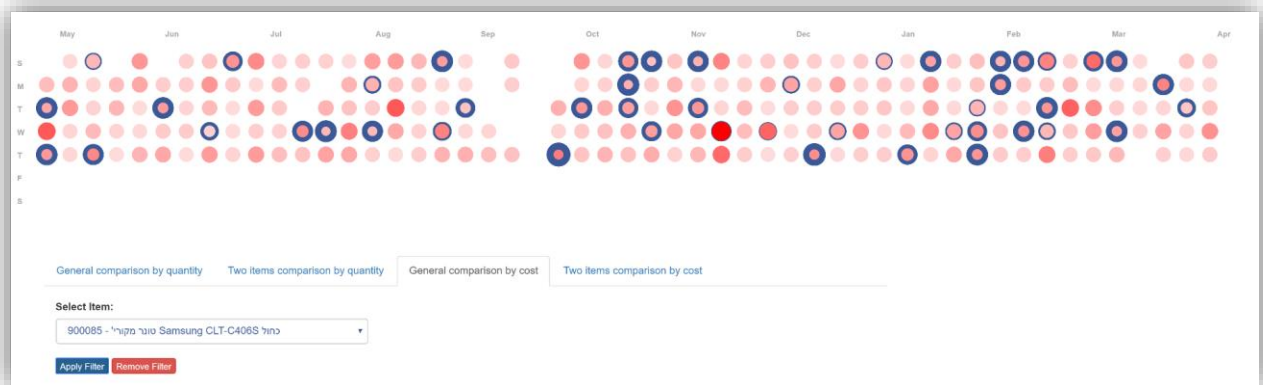 May Jun Jul Aug Sep Oct Nov Dec Jan Feb Mar Apr
S
M
T
W
T
F
S
General comparison by quantity Two items comparison by quantity General comparison by cost Two items comparison by cost
Select Item:
900085 - 'טונר מקורי Samsung CLT-C406S כחול
Apply Filter Remove Filter